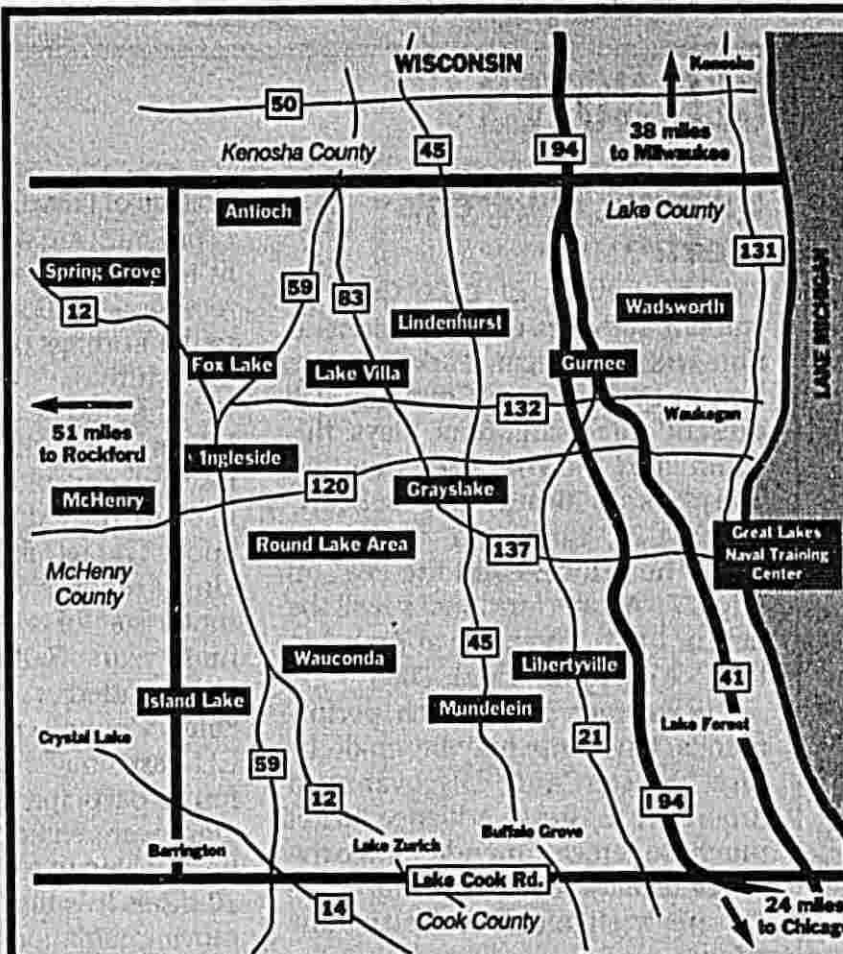 WISCONSIN
Kenosha
50
38 miles
to Milwaukee
Kenosha County
45
I 94
Antioch
Lake County
131
Spring Grove
59
83
12
Lindenhurst
Wadsworth
LAKE MICHIGAN
Fox Lake
Lake Villa
Gurnee
132
Waukegan
51 miles
to Rockford
Ingleside
120
Grayslake
McHenry
Round Lake Area
137
Great Lakes
Naval Training
Center
McHenry
County
45
Wauconda
Libertyville
41
Island Lake
Mundelein
Lake Forest
Crystal Lake
21
59
12
I 94
Barrington
Lake Zurich
Buffalo Grove
Lake Cook Rd.
14
Cook County
24 miles
to Chicago